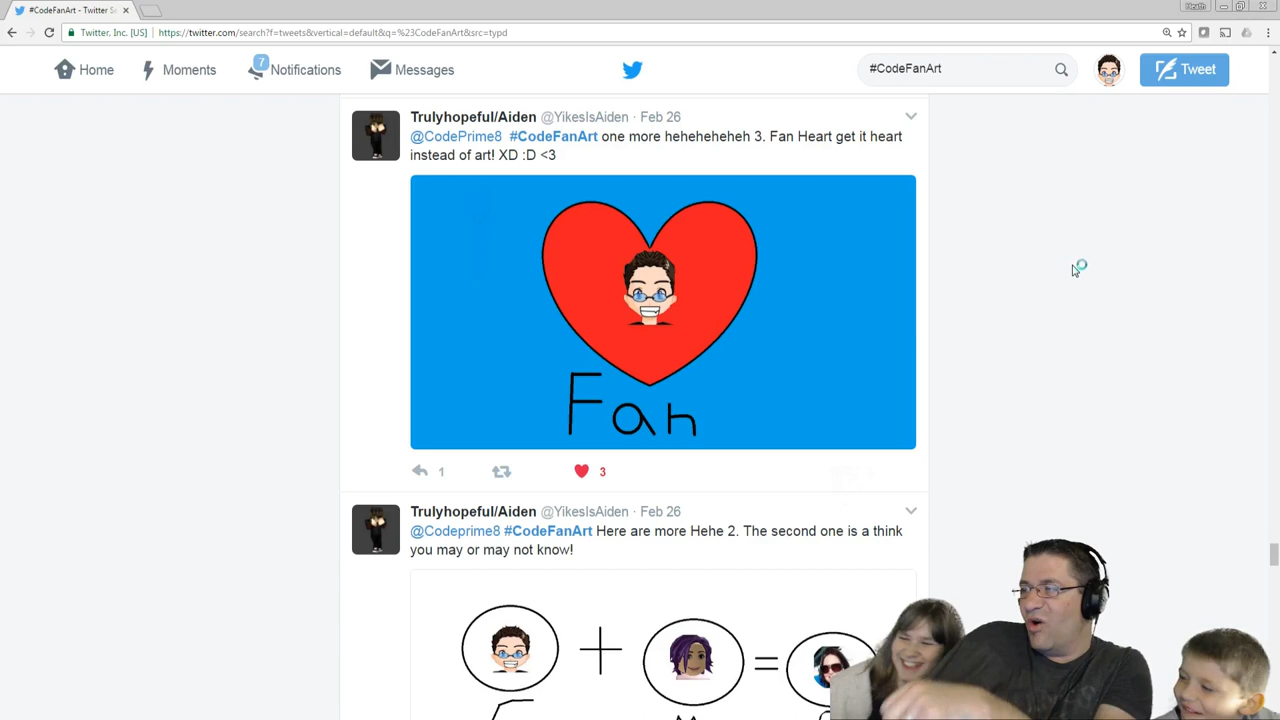 #CodeFanArt - Twitter S
Heath
Twitter, Inc. [US]
https://twitter.com/search?f=tweets&vertical=default&q=%23CodeFanArt&src=typd
Home
Moments
7
Notifications
Messages
#CodeFanArt
Tweet
Trulyhopeful/Aiden @YikesIsAiden · Feb 26
@CodePrime8 #CodeFanArt one more heheheheheh 3. Fan Heart get it heart
instead of art! XD :D <3
Fan
1
3
Trulyhopeful/Aiden @YikesIsAiden · Feb 26
@Codeprime8 #CodeFanArt Here are more Hehe 2. The second one is a think
you may or may not know!
+ =